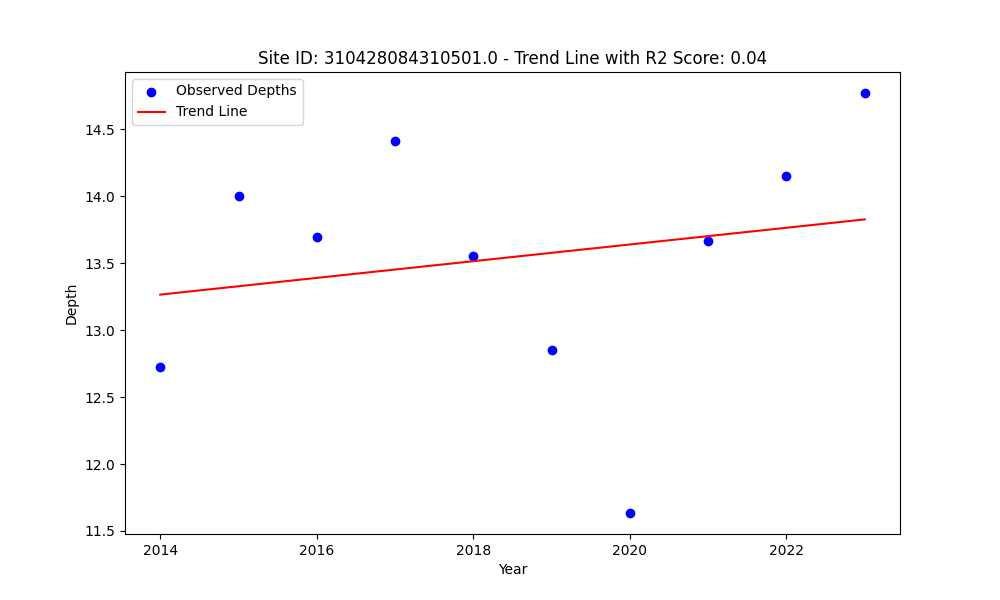 Site ID: 310428084310501.0 - Trend Line with R2 Score: 0.04
Observed Depths
Trend Line
14.5
14.0
13.5
13.0
12.5
12.0
11.5
Depth
2014 2016 2018 2020 2022
Year